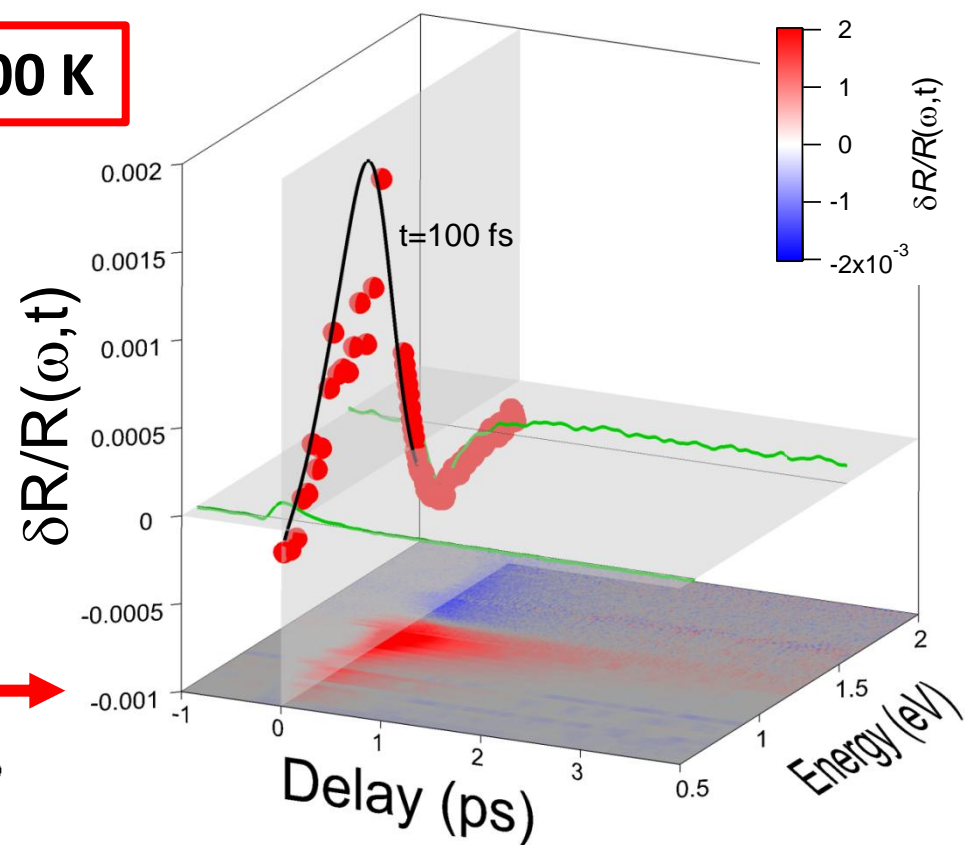 00 K
2
1
0
-1
-2x10⁻³
δR/R(ω,t)
0.002
0.0015
0.001
0.0005
0
-0.0005
-0.001
δR/R(ω,t)
t=100 fs
-1
0
1
2
3
Delay (ps)
0.5
1
1.5
2
Energy (eV)